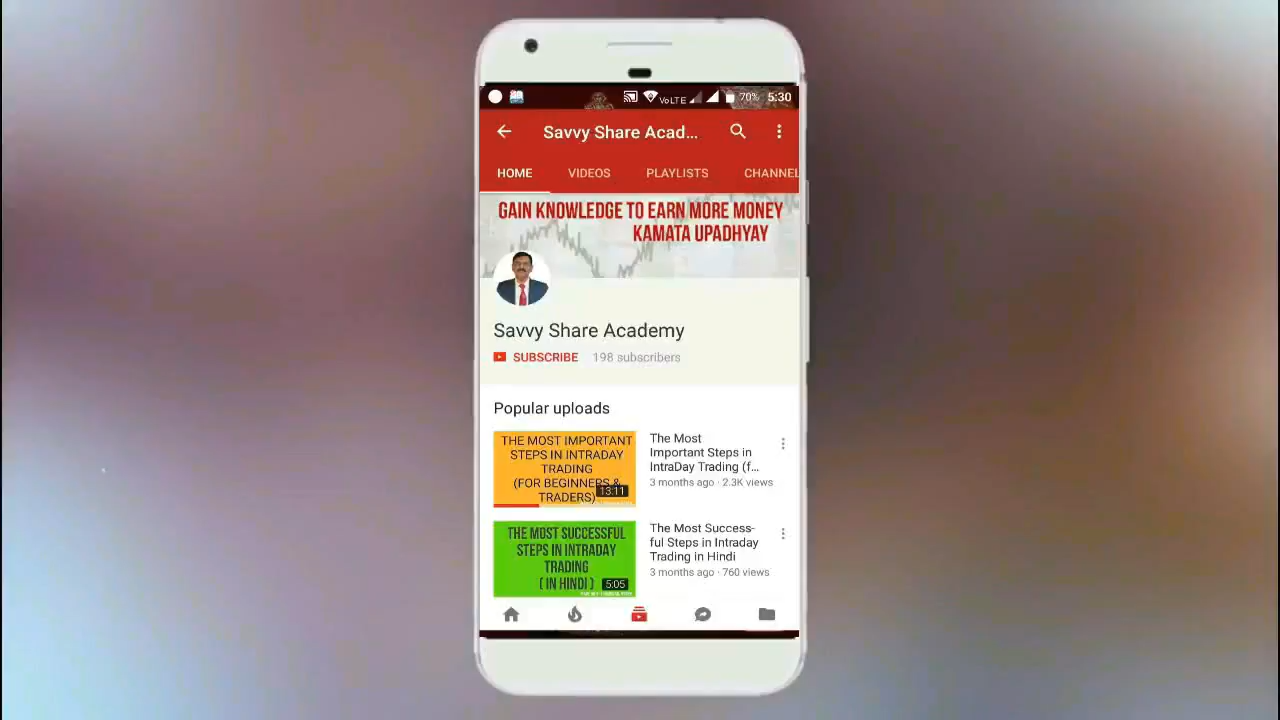 VoLTE 70% 5:30
Savvy Share Acad...
HOME VIDEOS PLAYLISTS CHANNEL
GAIN KNOWLEDGE TO EARN MORE MONEY
KAMATA UPADHYAY
Savvy Share Academy
SUBSCRIBE 198 subscribers
Popular uploads
THE MOST IMPORTANT
STEPS IN INTRADAY
TRADING
(FOR BEGINNERS &
TRADERS)
13:11
The Most
Important Steps in
IntraDay Trading (f...
3 months ago · 2.3K views
THE MOST SUCCESSFUL
STEPS IN INTRADAY
TRADING
( IN HINDI )
5:05
The Most Success-
ful Steps in Intraday
Trading in Hindi
3 months ago · 760 views